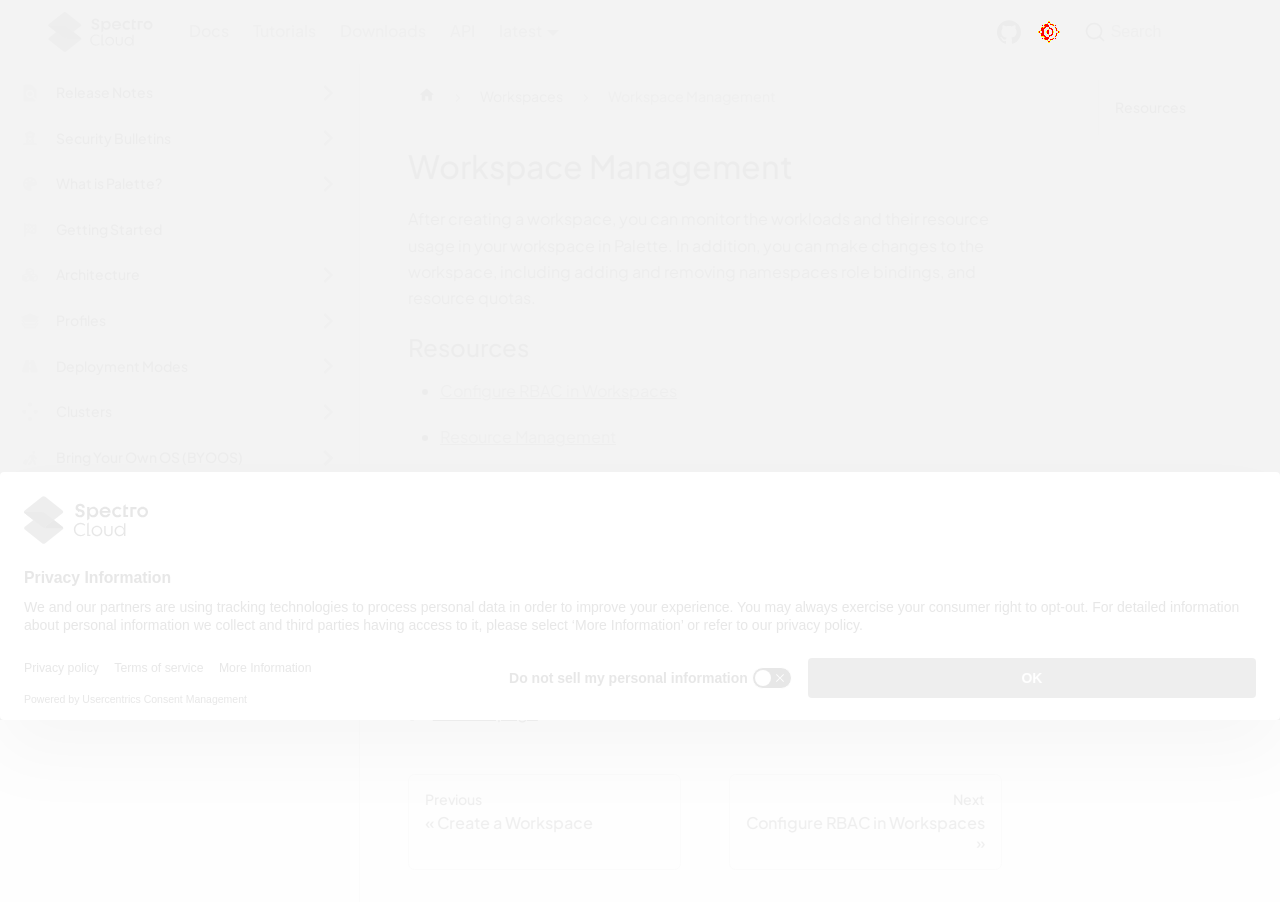 Spectro
Cloud
Docs
Tutorials
Downloads
API
latest
Search
Release Notes
Security Bulletins
What is Palette?
Getting Started
Architecture
Profiles
Deployment Modes
Clusters
Bring Your Own OS (BYOOS)
Workspaces
Workspace Management
Resources
Workspace Management
After creating a workspace, you can monitor the workloads and their resource
usage in your workspace in Palette. In addition, you can make changes to the
workspace, including adding and removing namespaces role bindings, and
resource quotas.
Resources
Configure RBAC in Workspaces
Resource Management
Spectro
Cloud
Privacy Information
We and our partners are using tracking technologies to process personal data in order to improve your experience. You may always exercise your consumer right to opt-out. For detailed information
about personal information we collect and third parties having access to it, please select 'More Information' or refer to our privacy policy.
Privacy policy
Terms of service
More Information
Do not sell my personal information
OK
Powered by Usercentrics Consent Management
Previous
« Create a Workspace
Next
Configure RBAC in Workspaces
»